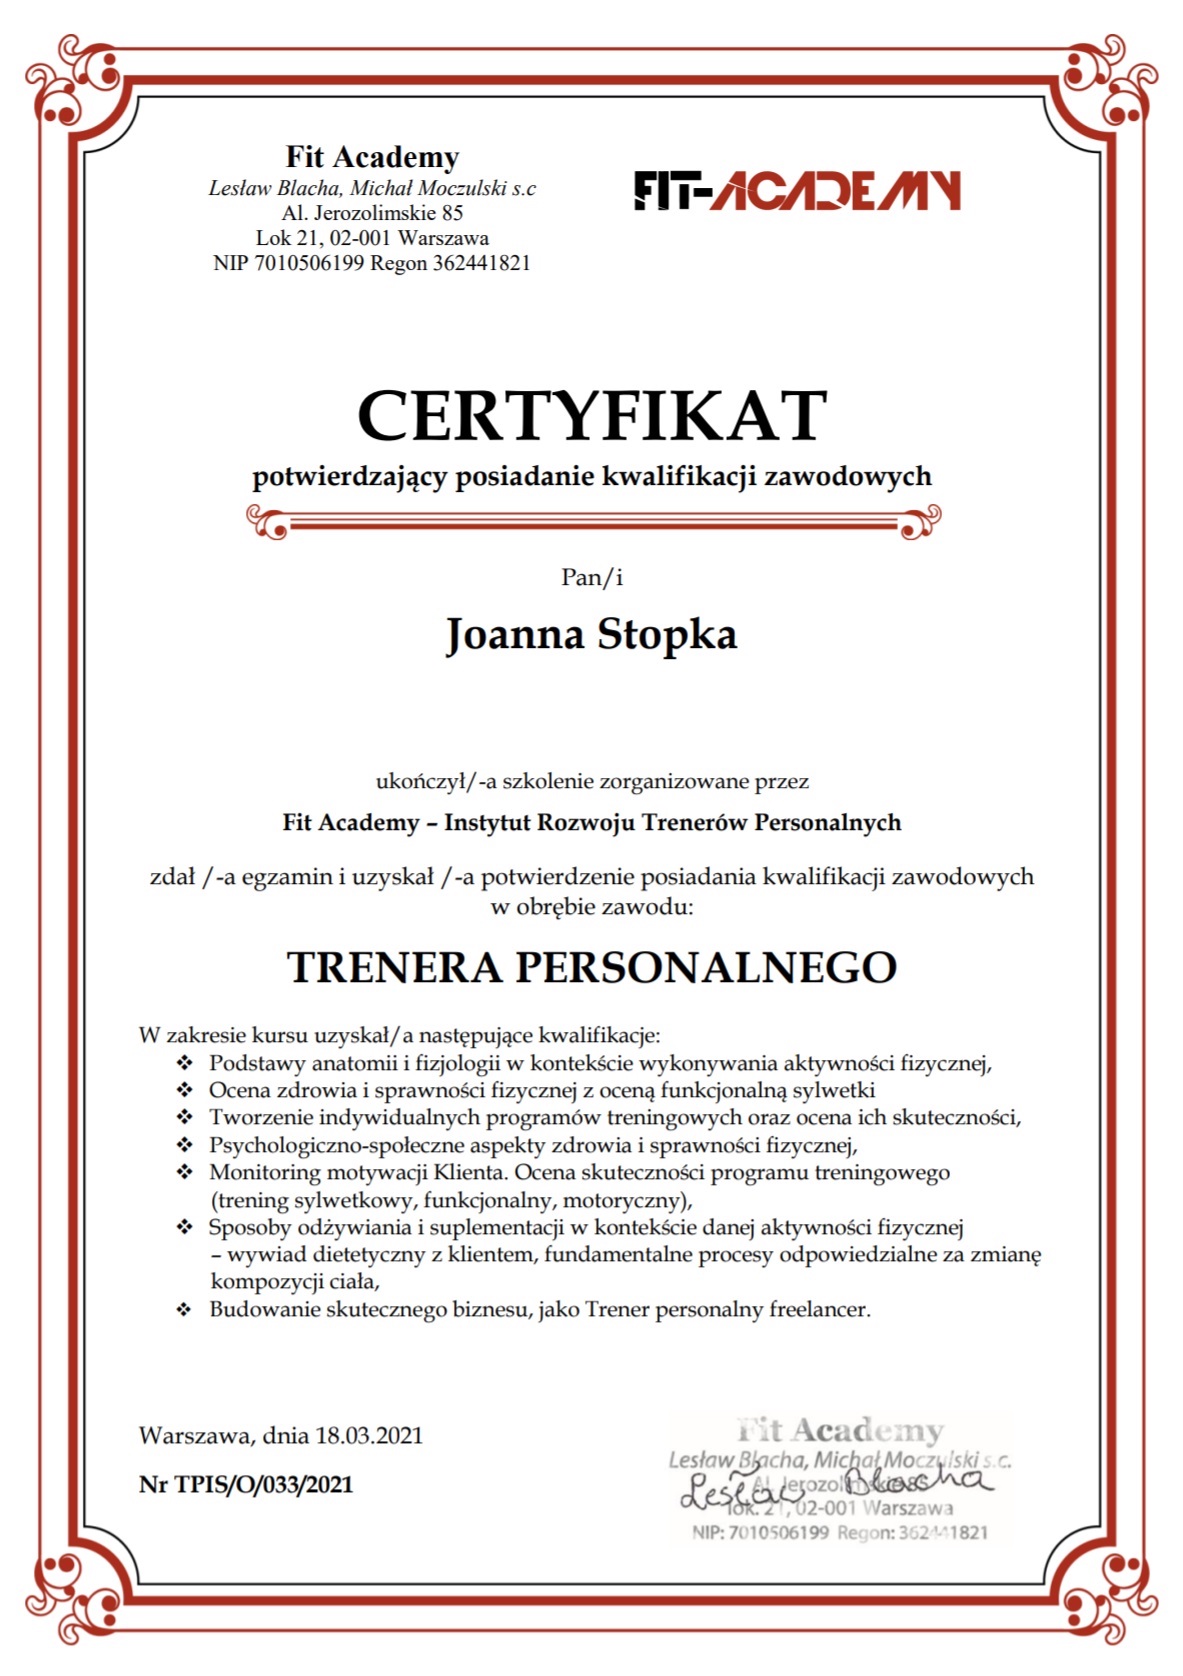 Fit Academy
Lesław Blacha, Michał Moczulski s.c
Al. Jerozolimskie 85
Lok 21, 02-001 Warszawa
NIP 7010506199 Regon 362441821
FIT-ACADEMY
CERTYFIKAT
potwierdzający posiadanie kwalifikacji zawodowych
Pan/i
Joanna Stopka
ukończył/-a szkolenie zorganizowane przez
Fit Academy – Instytut Rozwoju Trenerów Personalnych
zdał /-a egzamin i uzyskał /-a potwierdzenie posiadania kwalifikacji zawodowych
w obrębie zawodu:
TRENERA PERSONALNEGO
W zakresie kursu uzyskał/a następujące kwalifikacje:
❖ Podstawy anatomii i fizjologii w kontekście wykonywania aktywności fizycznej,
❖ Ocena zdrowia i sprawności fizycznej z oceną funkcjonalną sylwetki
❖ Tworzenie indywidualnych programów treningowych oraz ocena ich skuteczności,
❖ Psychologiczno-społeczne aspekty zdrowia i sprawności fizycznej,
❖ Monitoring motywacji Klienta. Ocena skuteczności programu treningowego
(trening sylwetkowy, funkcjonalny, motoryczny),
❖ Sposoby odżywiania i suplementacji w kontekście danej aktywności fizycznej
– wywiad dietetyczny z klientem, fundamentalne procesy odpowiedzialne za zmianę
kompozycji ciała,
❖ Budowanie skutecznego biznesu, jako Trener personalny freelancer.
Warszawa, dnia 18.03.2021
Nr TPIS/O/033/2021
Fit Academy
Lesław Blacha, Michał Moczulski s.c.
Al. Jerozolimskie 85
Lesław Blacha
lok. 21, 02-001 Warszawa
NIP: 7010506199 Regon: 362441821